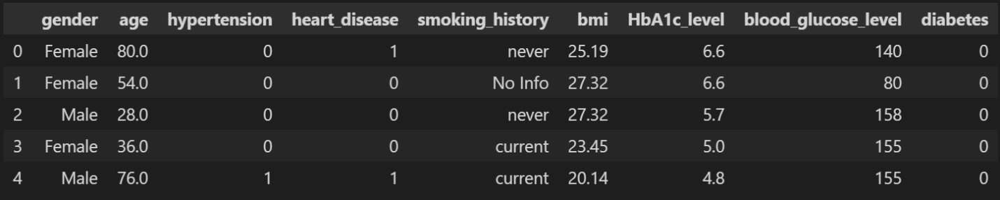 gender age hypertension heart_disease smoking_history bmi HbA1c_level blood_glucose_level diabetes
0 Female 80.0 0 1 never 25.19 6.6 140 0
1 Female 54.0 0 0 No Info 27.32 6.6 80 0
2 Male 28.0 0 0 never 27.32 5.7 158 0
3 Female 36.0 0 0 current 23.45 5.0 155 0
4 Male 76.0 1 1 current 20.14 4.8 155 0